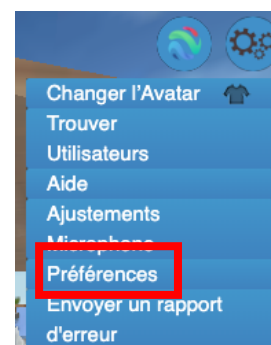 Changer l'Avatar
Trouver
Utilisateurs
Aide
Ajustements
Microphone
Préférences
Envoyer un rapport
d'erreur